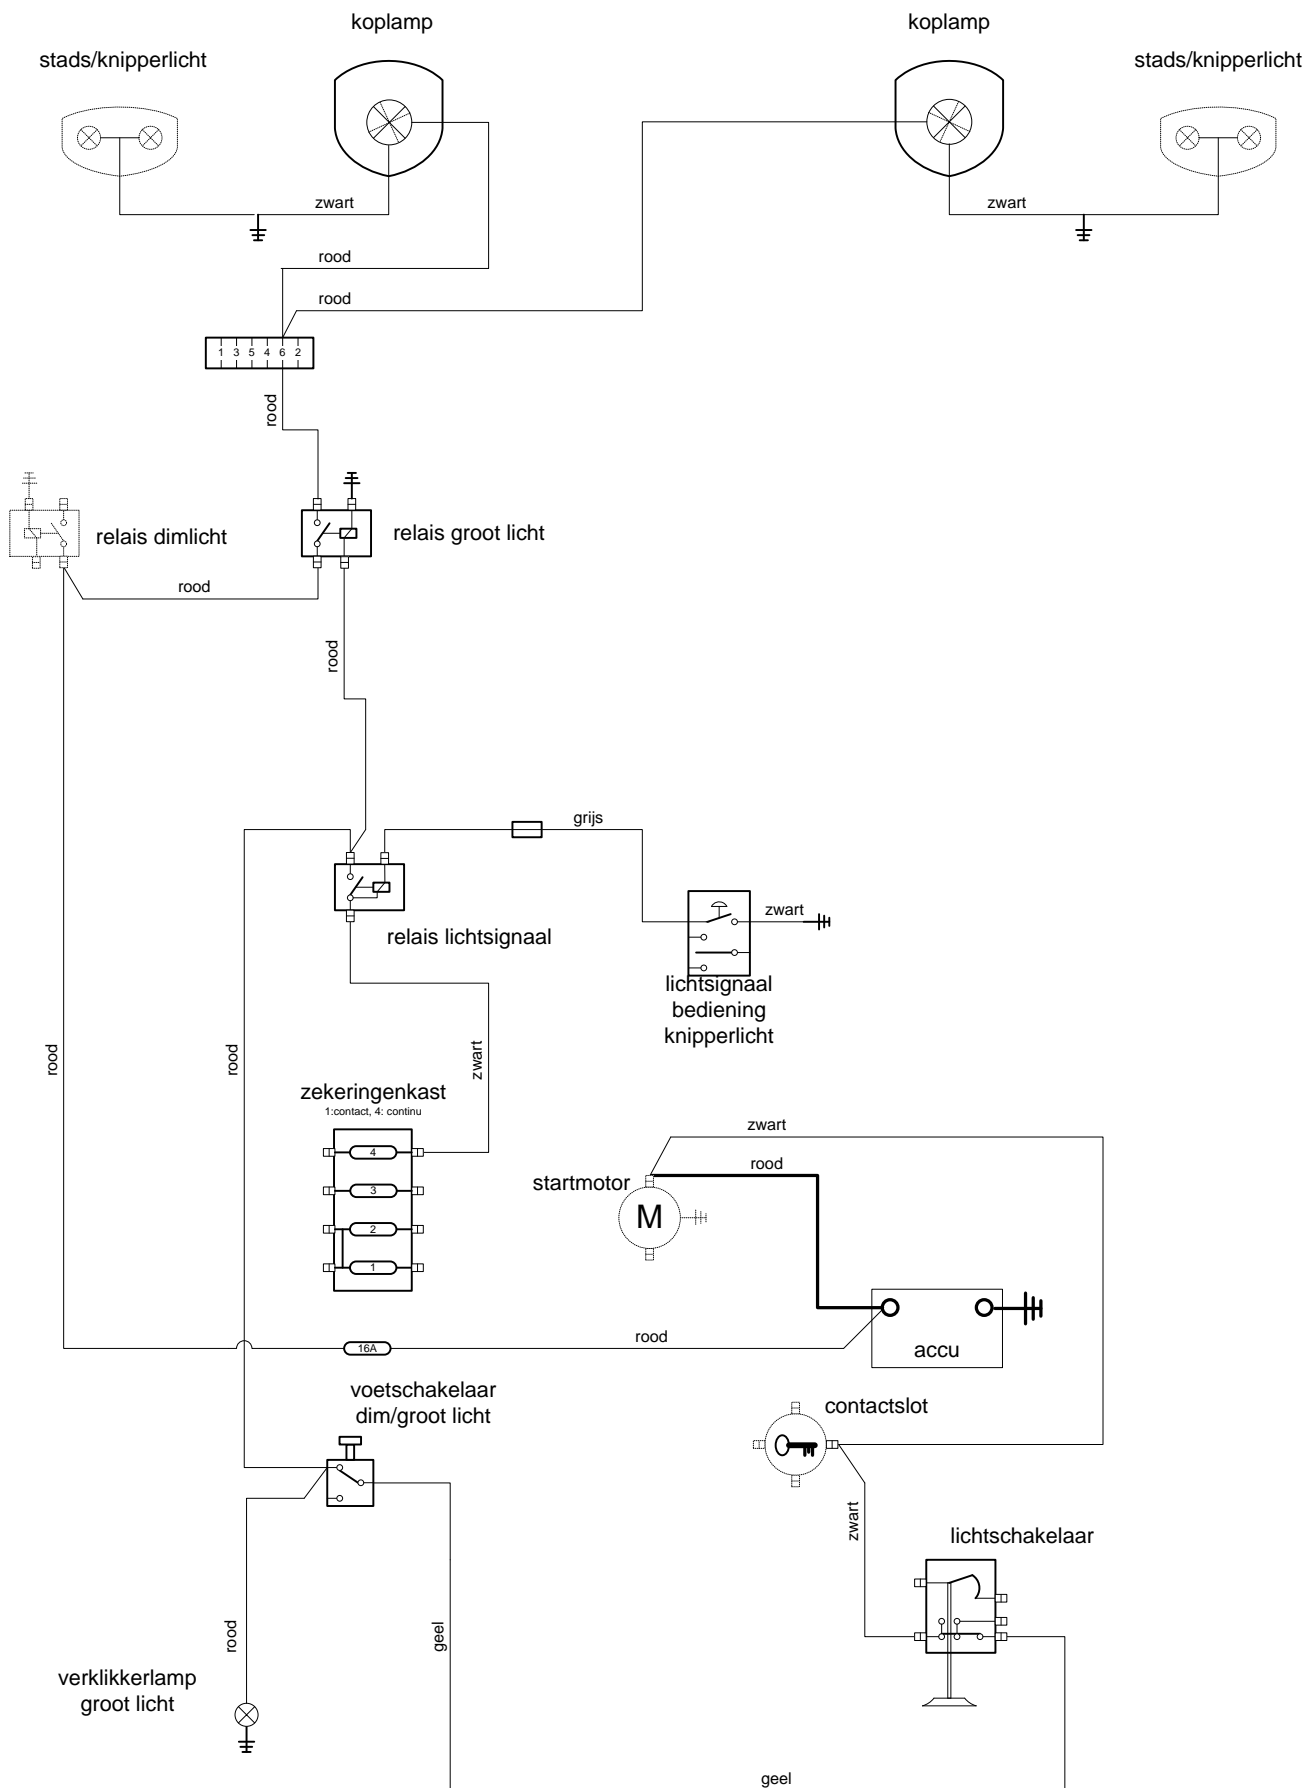 koplamp
koplamp
stads/knipperlicht
stads/knipperlicht
zwart
zwart
rood
rood
1 3 5 4 6 2
rood
relais dimlicht
relais groot licht
rood
rood
grijs
zwart
relais lichtsignaal
lichtsignaal
bediening
knipperlicht
rood
rood
zwart
zekeringenkast
1:contact, 4: continu
4
3
2
1
zwart
rood
startmotor
M
rood
16A
accu
voetschakelaar
dim/groot licht
contactslot
zwart
lichtschakelaar
rood
geel
verklikkerlamp
groot licht
geel